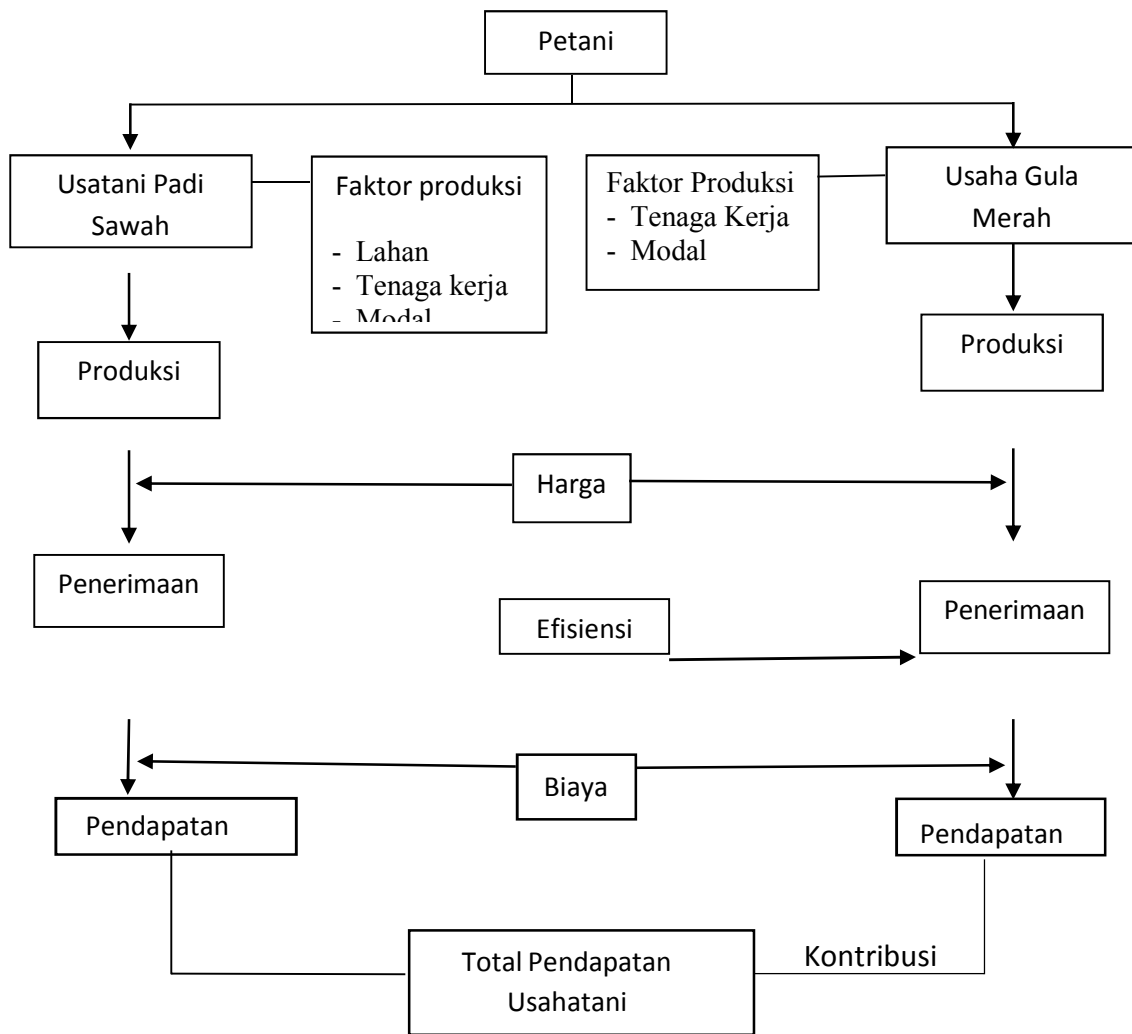 Petani
Usatani Padi
Sawah
Faktor produksi
- Lahan
- Tenaga kerja
- Modal
Faktor Produksi
- Tenaga Kerja
- Modal
Usaha Gula
Merah
Produksi
Produksi
Harga
Penerimaan
Efisiensi
Penerimaan
Biaya
Pendapatan
Pendapatan
Total Pendapatan
Usahatani
Kontribusi